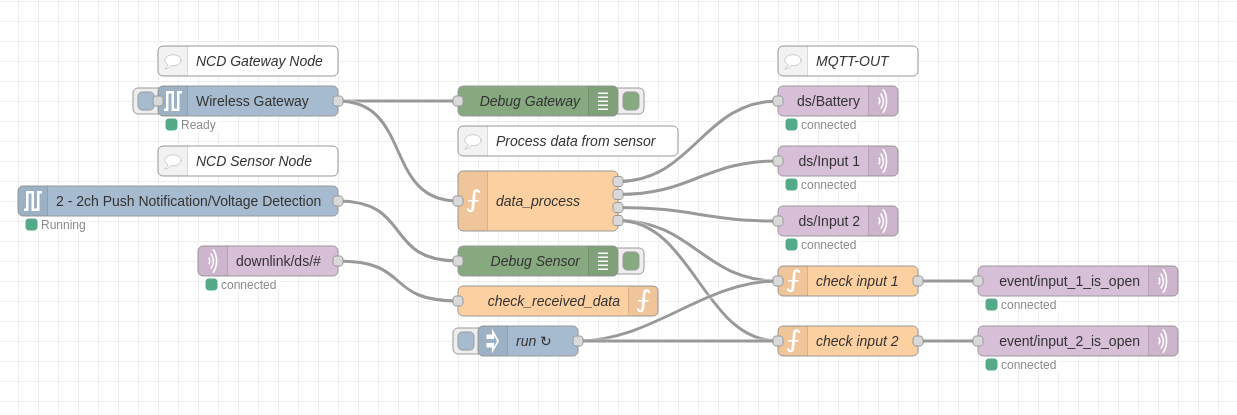 NCD Gateway Node
MQTT-OUT
Wireless Gateway
Debug Gateway
ds/Battery
Ready
connected
Process data from sensor
NCD Sensor Node
ds/Input 1
connected
2 - 2ch Push Notification/Voltage Detection
data_process
Running
ds/Input 2
connected
downlink/ds/#
Debug Sensor
connected
check input 1
event/input_1_is_open
connected
check_received_data
run ↻
check input 2
event/input_2_is_open
connected